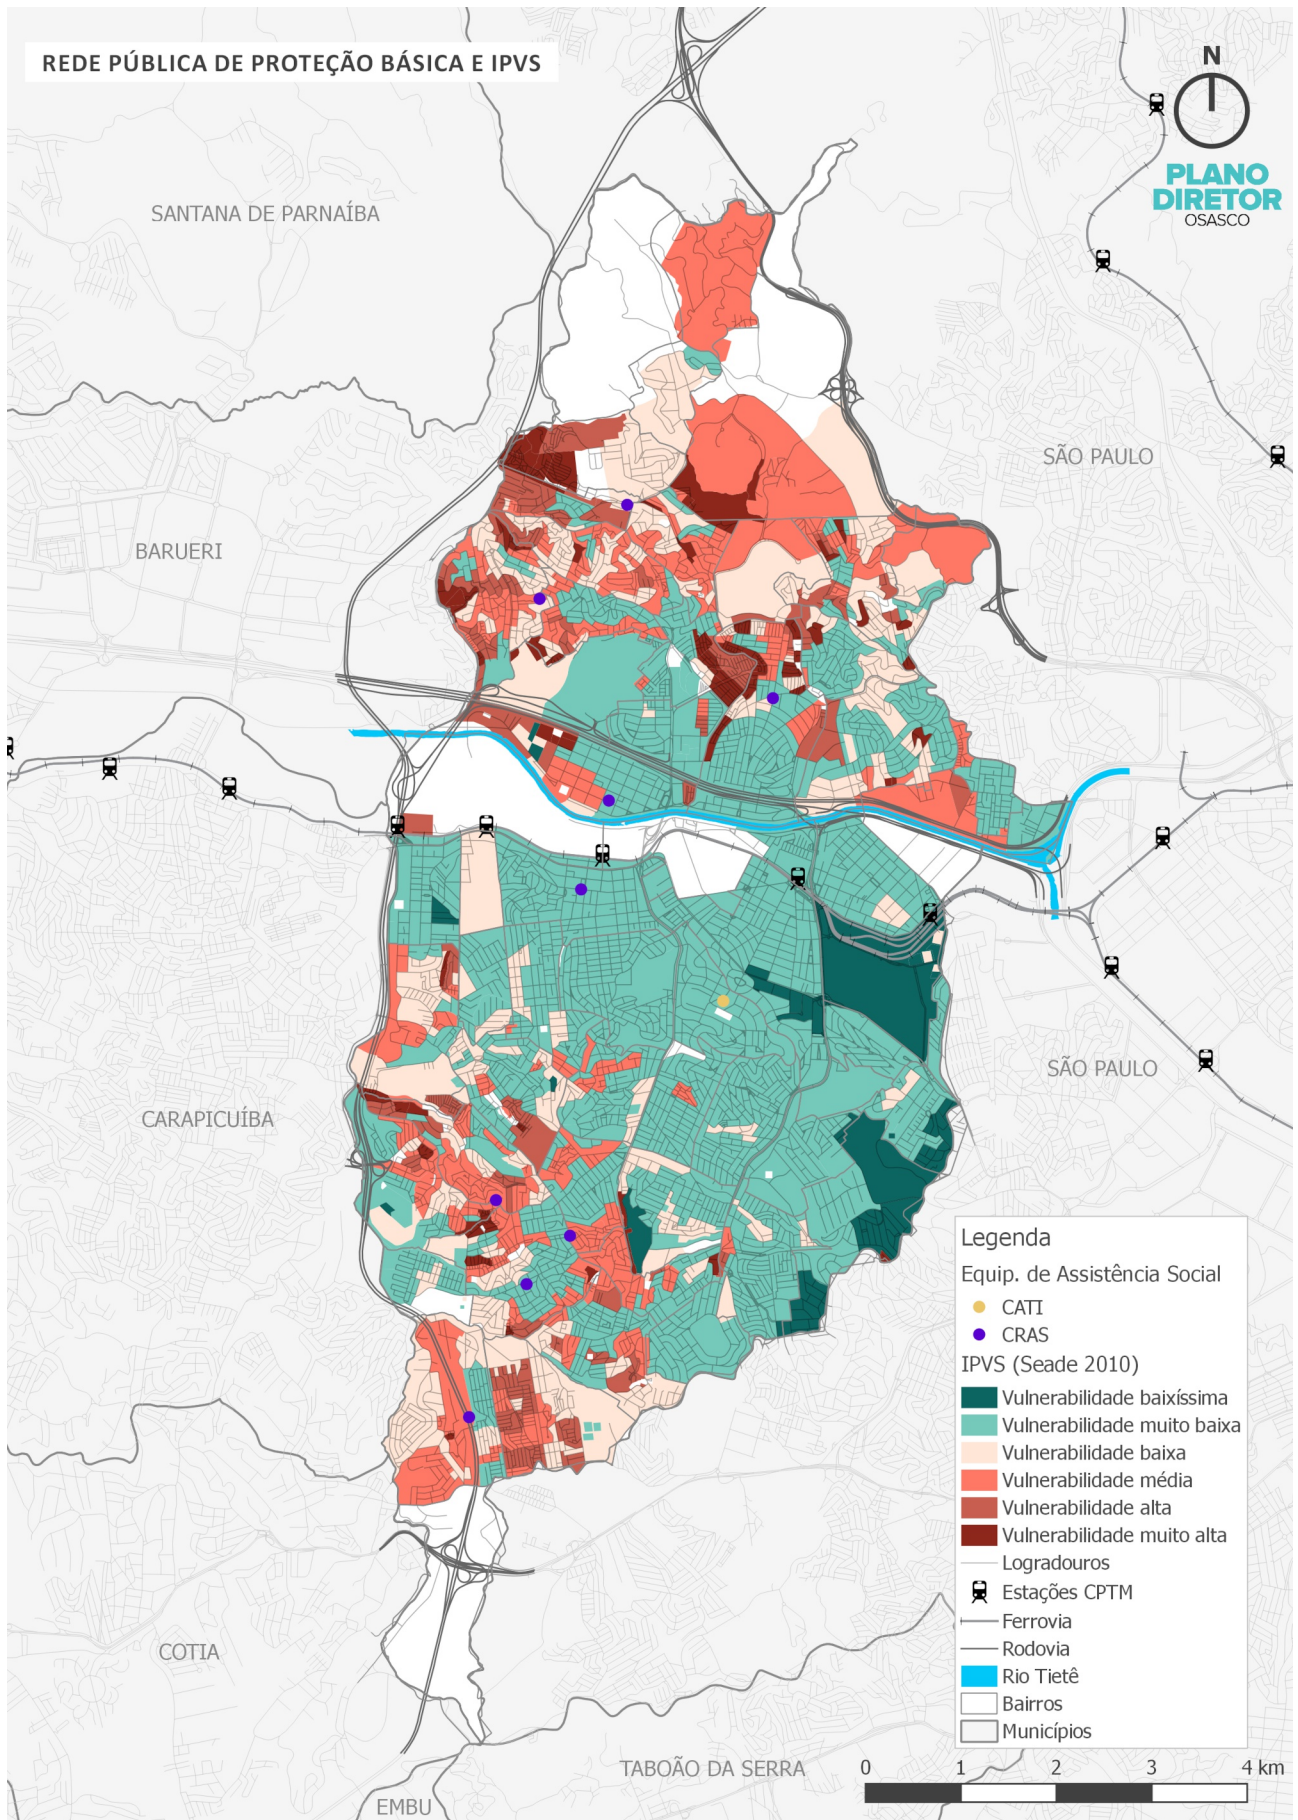 REDE PÚBLICA DE PROTEÇÃO BÁSICA E IPVS
N
PLANO
DIRETOR
OSASCO
SANTANA DE PARNAÍBA
SÃO PAULO
BARUERI
SÃO PAULO
CARAPICUÍBA
COTIA
TABOÃO DA SERRA
EMBU
Legenda
Equip. de Assistência Social
CATI
CRAS
IPVS (Seade 2010)
Vulnerabilidade baixíssima
Vulnerabilidade muito baixa
Vulnerabilidade baixa
Vulnerabilidade média
Vulnerabilidade alta
Vulnerabilidade muito alta
Logradouros
Estações CPTM
Ferrovia
Rodovia
Rio Tietê
Bairros
Municípios
0 1 2 3 4 km